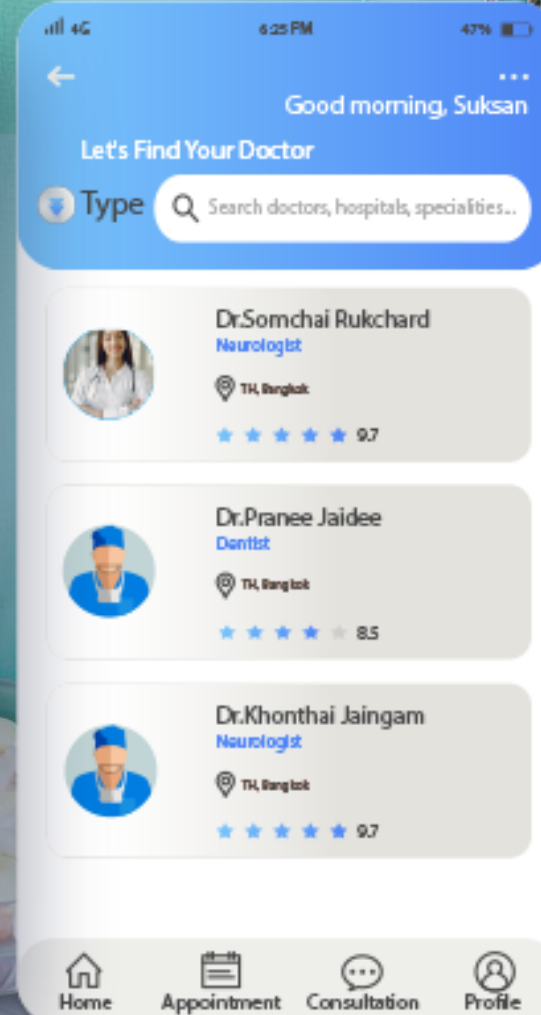 4G 6:25 PM 47%
Good morning, Suksan
Let's Find Your Doctor
Type Search doctors, hospitals, specialities...
Dr.Somchai Rukchard
Neurologist
TH, Bangkok
9.7
Dr.Pranee Jaidee
Dentist
TH, Bangkok
8.5
Dr.Khonthai Jaingam
Neurologist
TH, Bangkok
9.7
Home Appointment Consultation Profile